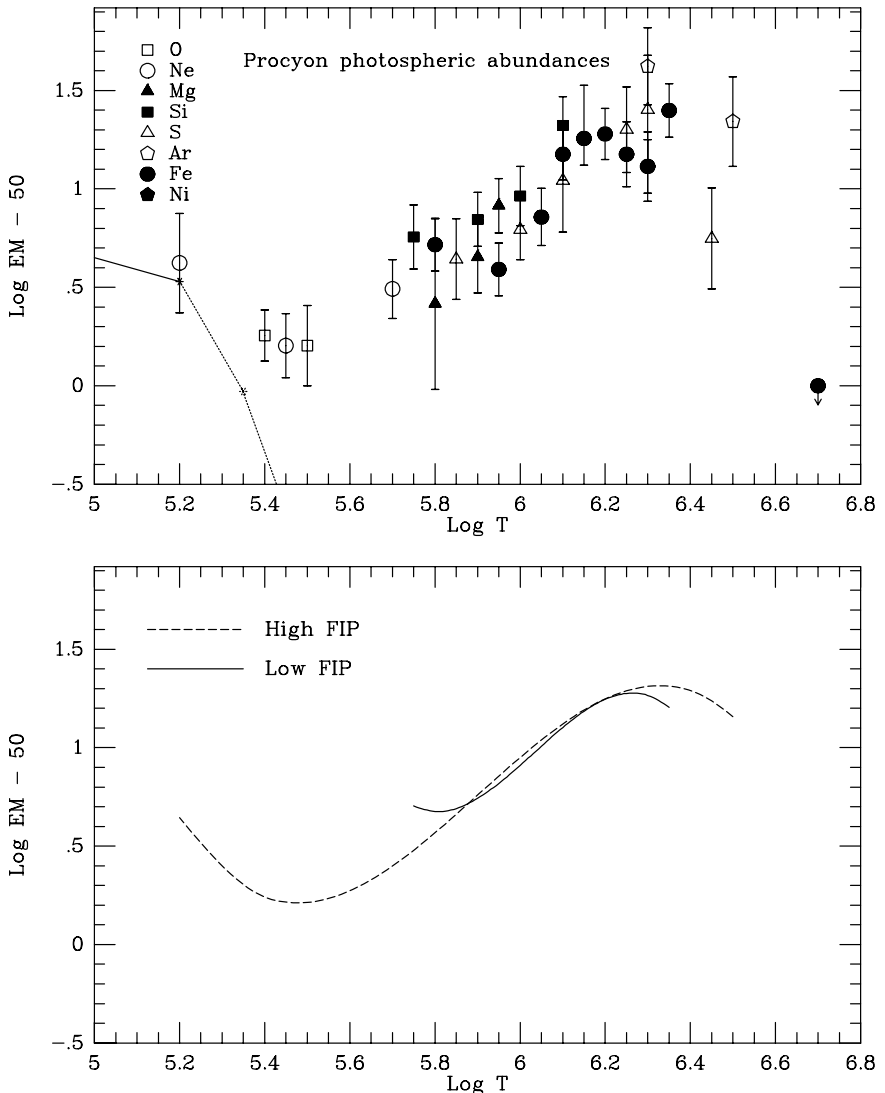 Procyon photospheric abundances
O
Ne
Mg
Si
S
Ar
Fe
Ni
Log EM − 50
1.5
1
.5
0
−.5
5
5.2
5.4
5.6
5.8
6
6.2
6.4
6.6
6.8
Log T
High FIP
Low FIP
Log EM − 50
1.5
1
.5
0
−.5
5
5.2
5.4
5.6
5.8
6
6.2
6.4
6.6
6.8
Log T